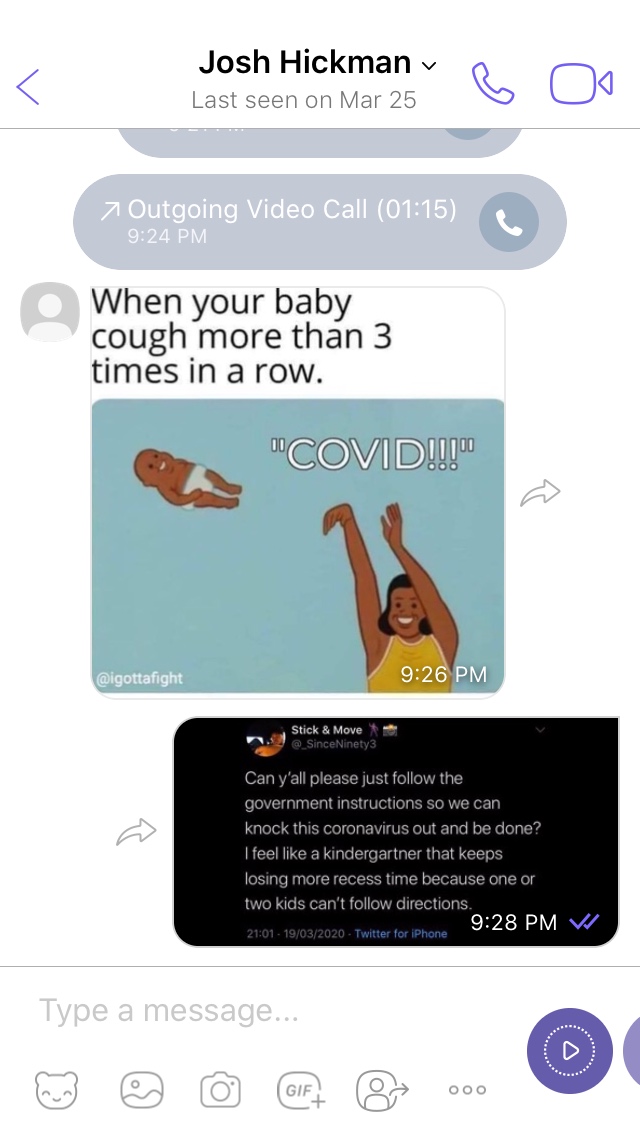 Josh Hickman
Last seen on Mar 25
Outgoing Video Call (01:15)
9:24 PM
When your baby
cough more than 3
times in a row.
"COVID!!!"
@igottafight
9:26 PM
Stick & Move
@_SinceNinety3
Can y'all please just follow the
government instructions so we can
knock this coronavirus out and be done?
I feel like a kindergartner that keeps
losing more recess time because one or
two kids can't follow directions.
9:28 PM
21:01 · 19/03/2020 · Twitter for iPhone
Type a message...
GIF